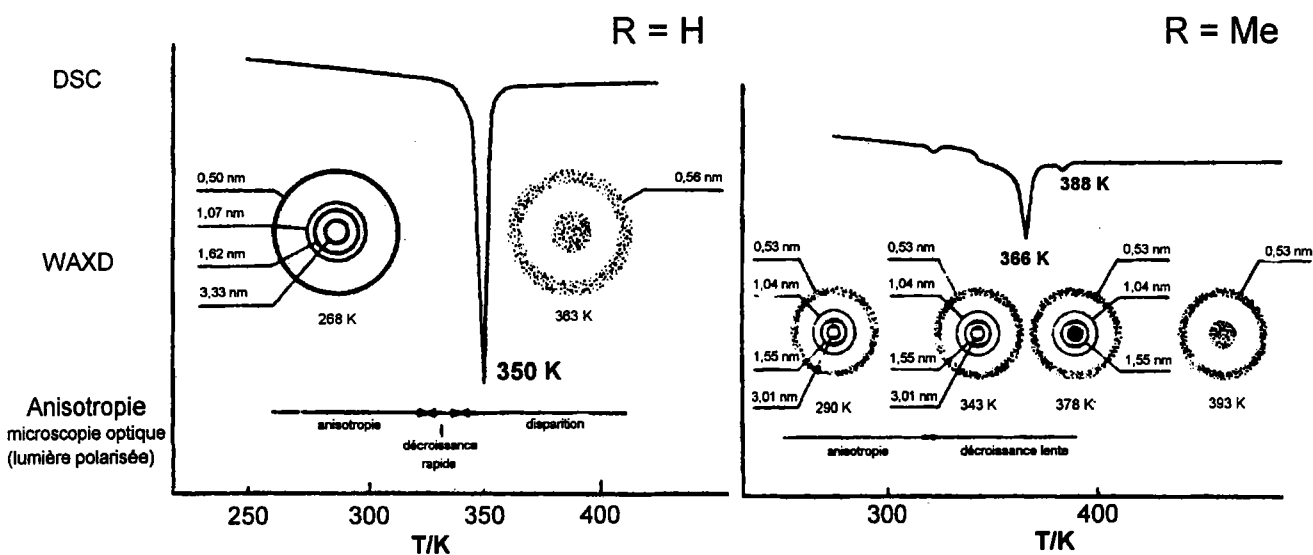 R = H
DSC
0,50 nm
1,07 nm
1,62 nm
3,33 nm
268 K
0,56 nm
363 K
WAXD
350 K
Anisotropie
microscopie optique
(lumière polarisée)
anisotropie
décroissance
rapide
disparition
250
300
350
400
T/K
R = Me
388 K
366 K
0,53 nm
1,04 nm
1,55 nm
3,01 nm
290 K
0,53 nm
1,04 nm
1,55 nm
3,01 nm
343 K
0,53 nm
1,04 nm
1,55 nm
378 K
0,53 nm
393 K
anisotropie
décroissance lente
300
400
T/K